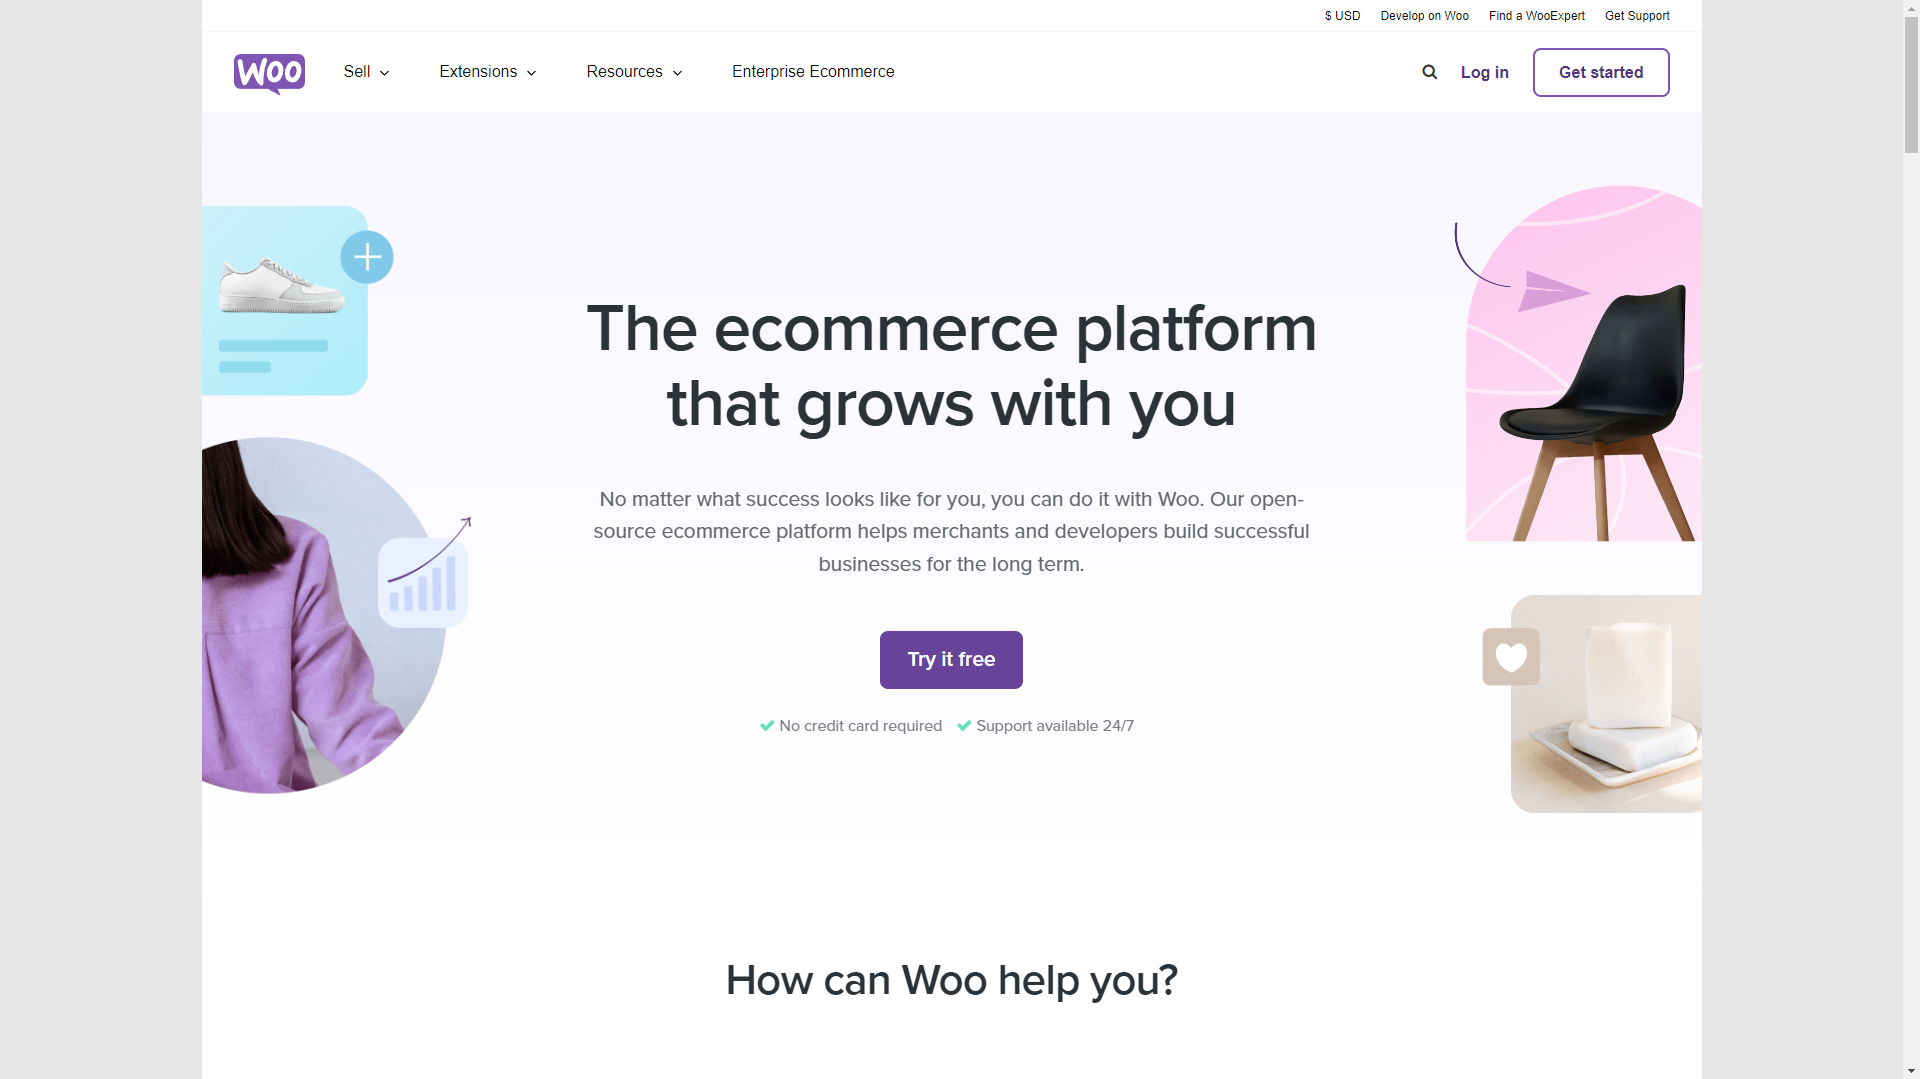 $ USD Develop on Woo Find a WooExpert Get Support
Woo Sell Extensions Resources Enterprise Ecommerce Log in Get started
The ecommerce platform
that grows with you
No matter what success looks like for you, you can do it with Woo. Our open-
source ecommerce platform helps merchants and developers build successful
businesses for the long term.
Try it free
No credit card required Support available 24/7
How can Woo help you?